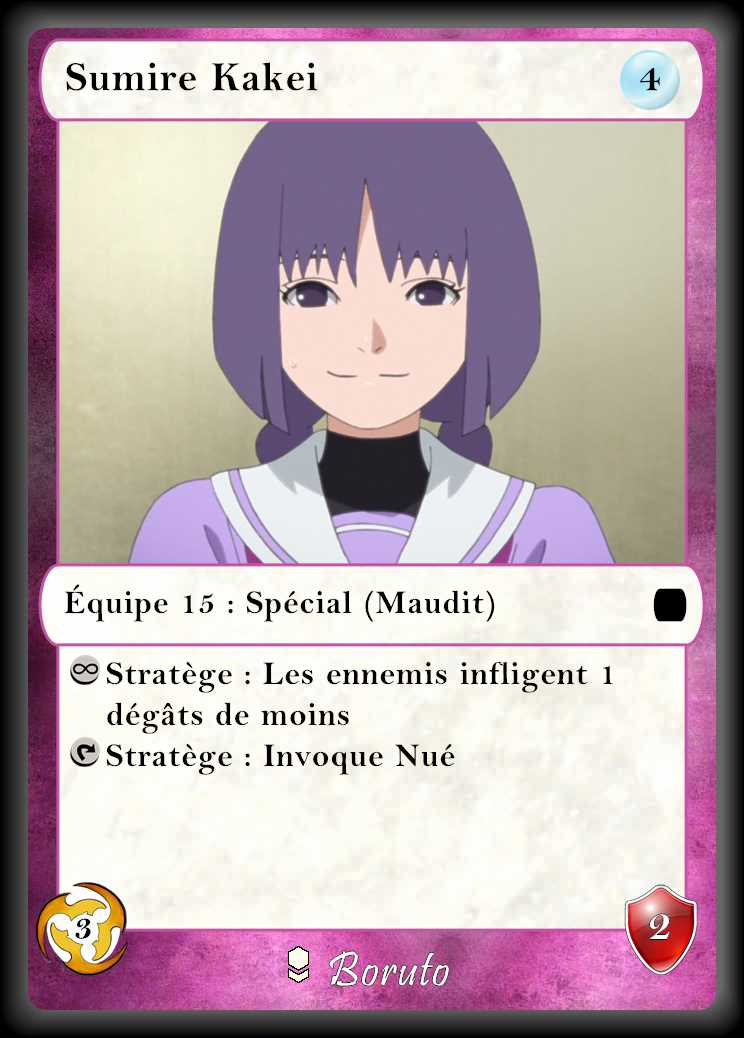 Sumire Kakei
4
Équipe 15 : Spécial (Maudit)
Stratège : Les ennemis infligent 1
dégâts de moins
Stratège : Invoque Nué
3
2
Boruto